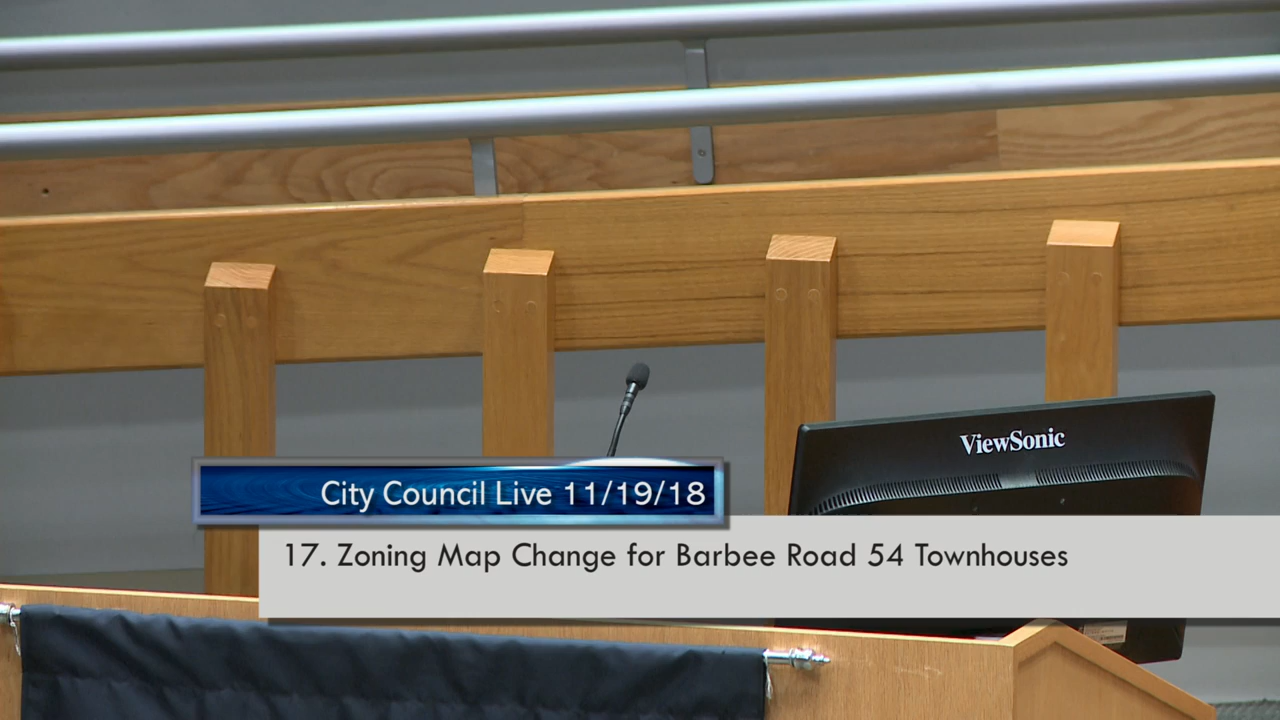 ViewSonic
City Council Live 11/19/18
17. Zoning Map Change for Barbee Road 54 Townhouses